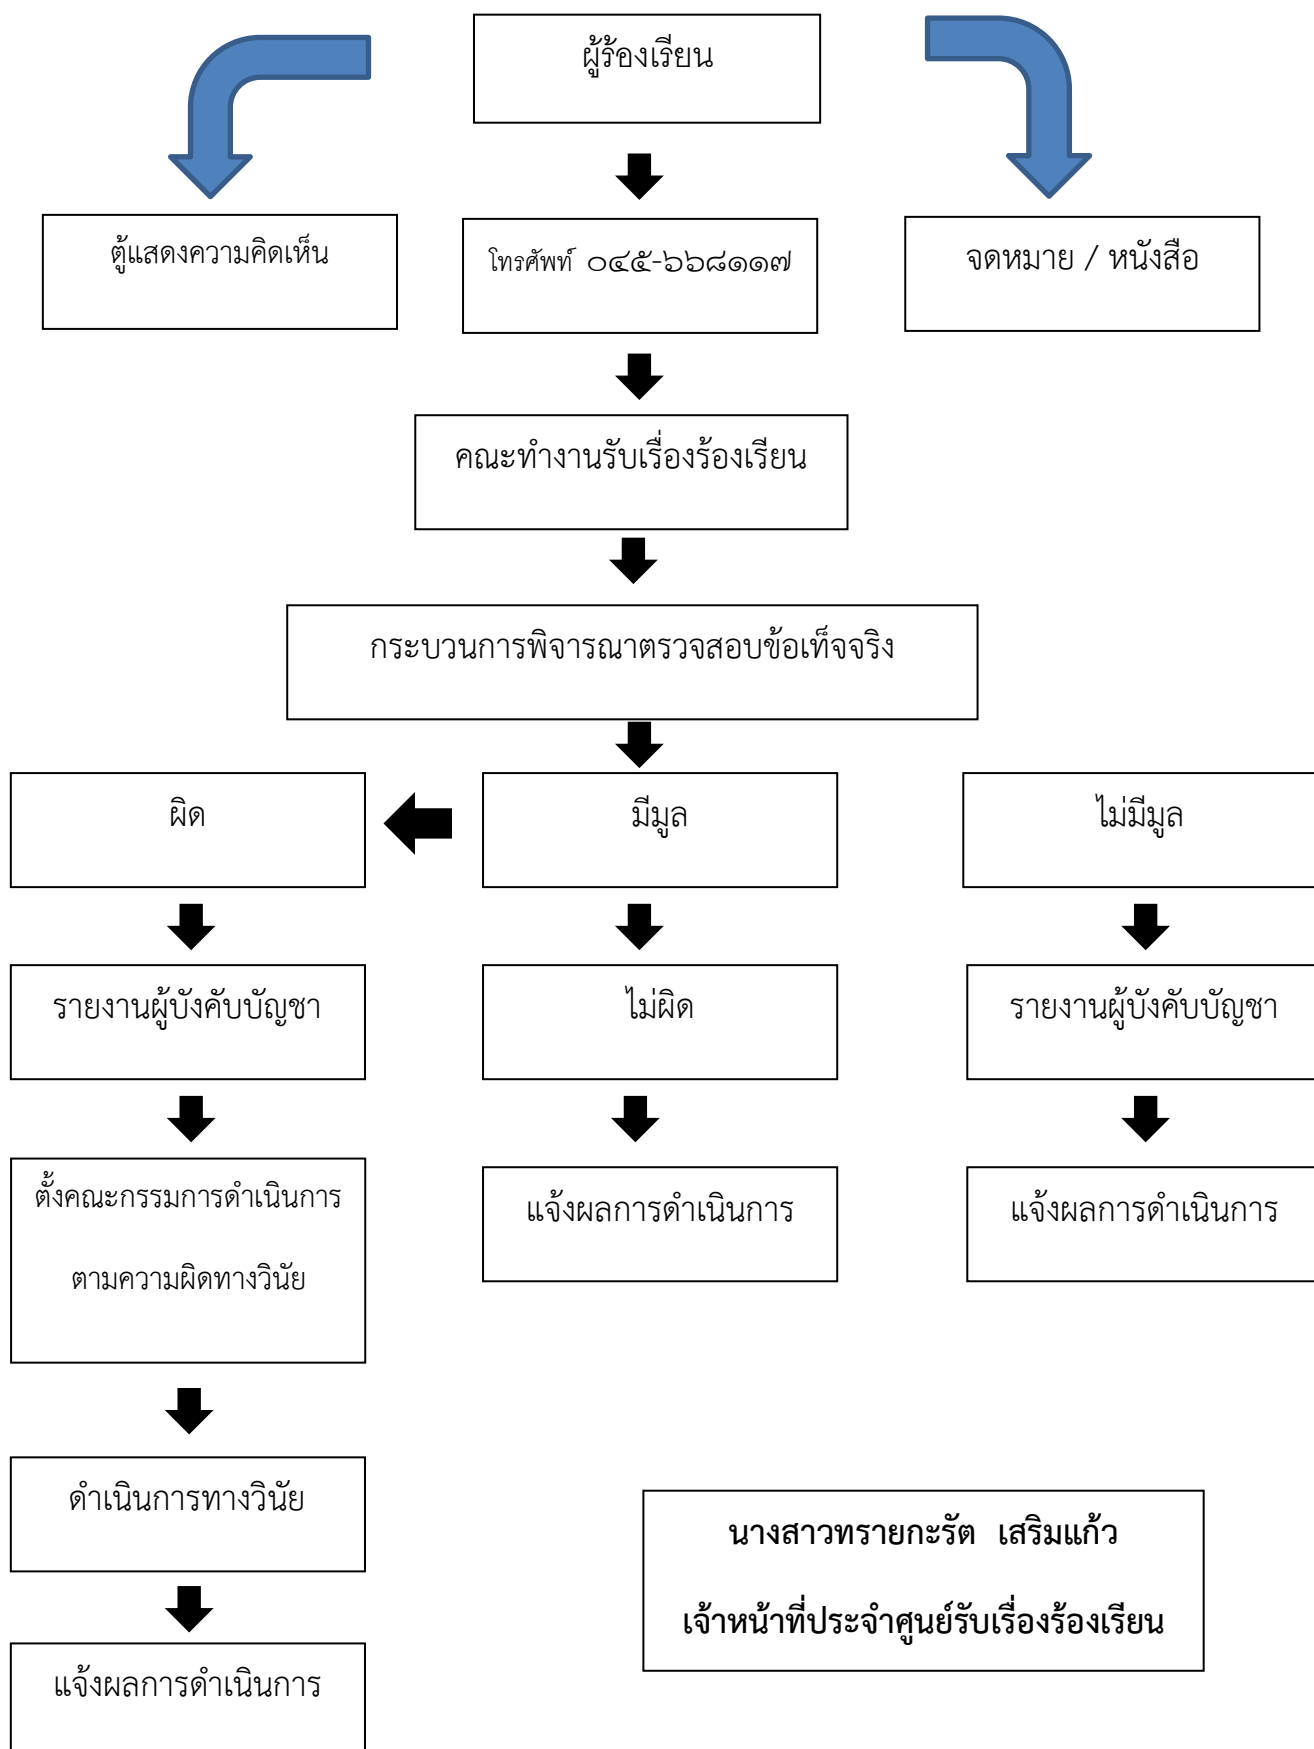 ผู้ร้องเรียน
ตู้แสดงความคิดเห็น
โทรศัพท์ ๐๔๕-๖๖๘๑๑๗
จดหมาย / หนังสือ
คณะทำงานรับเรื่องร้องเรียน
กระบวนการพิจารณาตรวจสอบข้อเท็จจริง
ผิด
มีมูล
ไม่มีมูล
รายงานผู้บังคับบัญชา
ไม่ผิด
รายงานผู้บังคับบัญชา
ตั้งคณะกรรมการดำเนินการ
ตามความผิดทางวินัย
แจ้งผลการดำเนินการ
แจ้งผลการดำเนินการ
ดำเนินการทางวินัย
นางสาวทรายกะรัต เสริมแก้ว
เจ้าหน้าที่ประจำศูนย์รับเรื่องร้องเรียน
แจ้งผลการดำเนินการ